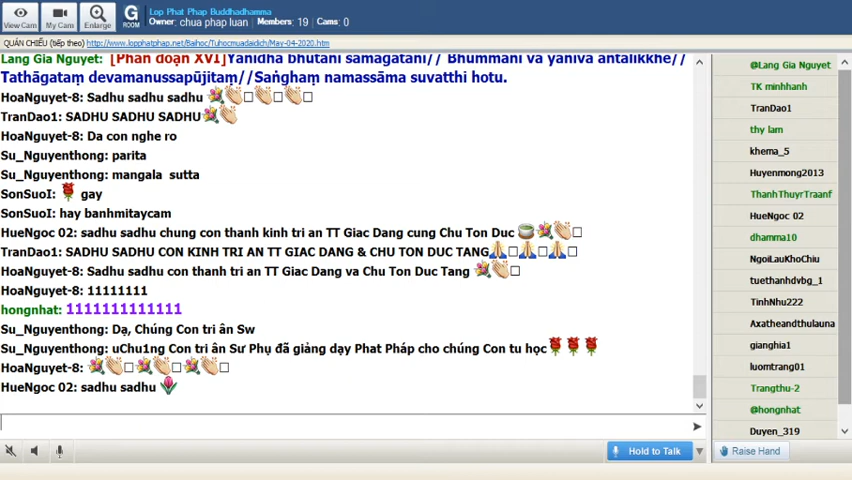 View Cam
My Cam
Enlarge
G
ROOM
Lop Phat Phap Buddhadhamma
Owner: chua phap luan Members: 19 Cams: 0
QUÁN CHIẾU (tiếp theo) http://www.lopphatphap.net/Baihoc/Tuhocmuadaidich/May-04-2020.htm
Lang Gia Nguyet: [Phân đoạn XVI]Yānīdha bhūtāni samāgatāni// Bhummāni vā yāniva antalikkhe//
Tathāgataṃ devamanussapūjitaṃ//Saṅghaṃ namassāma suvatthi hotu.
HoaNguyet-8: Sadhu sadhu sadhu
TranDao1: SADHU SADHU SADHU
HoaNguyet-8: Da con nghe ro
Su_Nguyenthong: parita
Su_Nguyenthong: mangala sutta
SonSuoI: gay
SonSuoI: hay banhmitaycam
HueNgoc 02: sadhu sadhu chung con thanh kinh tri an TT Giac Dang cung Chu Ton Duc
TranDao1: SADHU SADHU CON KINH TRI AN TT GIAC DANG & CHU TON DUC TANG
HoaNguyet-8: Sadhu sadhu con thanh tri an TT Giac Dang va Chu Ton Duc Tang
HoaNguyet-8: 11111111
hongnhat: 1111111111111
Su_Nguyenthong: Dạ, Chúng Con tri ân Sw
Su_Nguyenthong: uChu1ng Con tri ân Sư Phụ đã giảng dạy Phat Pháp cho chúng Con tu học
HoaNguyet-8:
HueNgoc 02: sadhu sadhu
Hold to Talk
@Lang Gia Nguyet
TK minhhanh
TranDao1
thy lam
khema_5
Huyenmong2013
ThanhThuyrTraanf
HueNgoc 02
dhamma10
NgoiLauKhoChiu
tuethanhdvbg_1
TinhNhu222
Axatheandthulauna
gianghia1
luomtrang01
Trangthu-2
@hongnhat
Duyen_319
Raise Hand